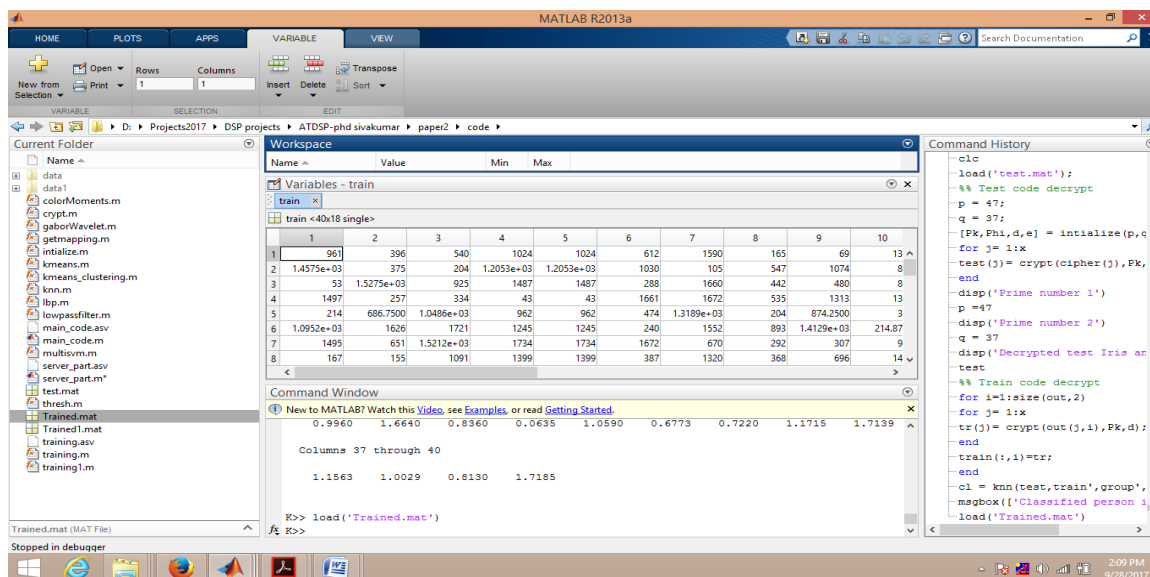 MATLAB R2013a
HOME PLOTS APPS VARIABLE VIEW
Search Documentation
New from Selection
Open
Print
Rows Columns
1 1
Insert Delete
Transpose
Sort
VARIABLE SELECTION EDIT
D: Projects2017 DSP projects ATDSP-phd sivakumar paper2 code
Current Folder
Name
data
data1
colorMoments.m
crypt.m
gaborWavelet.m
getmapping.m
intialize.m
kmeans.m
kmeans_clustering.m
knn.m
lbp.m
lowpassfilter.m
main_code.asv
main_code.m
multisvm.m
server_part.asv
server_part.m*
test.mat
thresh.m
Trained.mat
Trained1.mat
training.asv
training.m
training1.m
Trained.mat (MAT File)
Workspace
Name Value Min Max
Variables - train
train
train <40x18 single>
1 2 3 4 5 6 7 8 9 10
1 961 396 540 1024 1024 612 1590 165 69 13
2 1.4575e+03 375 204 1.2053e+03 1.2053e+03 1030 105 547 1074 8
3 53 1.5275e+03 925 1487 1487 288 1660 442 480 8
4 1497 257 334 43 43 1661 1672 535 1313 13
5 214 686.7500 1.0486e+03 962 962 474 1.3189e+03 204 874.2500 3
6 1.0952e+03 1626 1721 1245 1245 240 1552 893 1.4129e+03 214.87
7 1495 651 1.5212e+03 1734 1734 1672 670 292 307 9
8 167 155 1091 1399 1399 387 1320 368 696 14
Command Window
New to MATLAB? Watch this Video, see Examples, or read Getting Started.
0.9960 1.6640 0.8360 0.0635 1.0590 0.6773 0.7220 1.1715 1.7139
Columns 37 through 40
1.1563 1.0029 0.8130 1.7185
K>> load('Trained.mat')
fx K>>
Command History
clc
load('test.mat');
%% Test code decrypt
p = 47;
q = 37;
[Pk,Phi,d,e] = intialize(p,q
for j= 1:x
test(j)= crypt(cipher(j),Pk,
end
disp('Prime number 1')
p =47
disp('Prime number 2')
q = 37
disp('Decrypted test Iris an
test
%% Train code decrypt
for i=1:size(out,2)
for j= 1:x
tr(j)= crypt(out(j,i),Pk,d);
end
train(:,i)=tr;
end
cl = knn(test,train',group',
msgbox(['Classified person i
load('Trained.mat')
Stopped in debugger
2:09 PM
9/28/2017